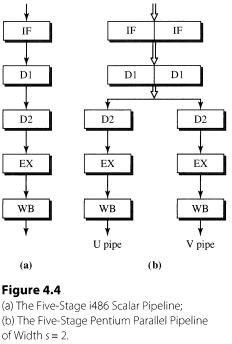 IF
IF IF
D1
D1 D1
D2
D2 D2
EX
EX EX
WB
WB WB
U pipe V pipe
(a) (b)
Figure 4.4
(a) The Five-Stage i486 Scalar Pipeline;
(b) The Five-Stage Pentium Parallel Pipeline
of Width s = 2.